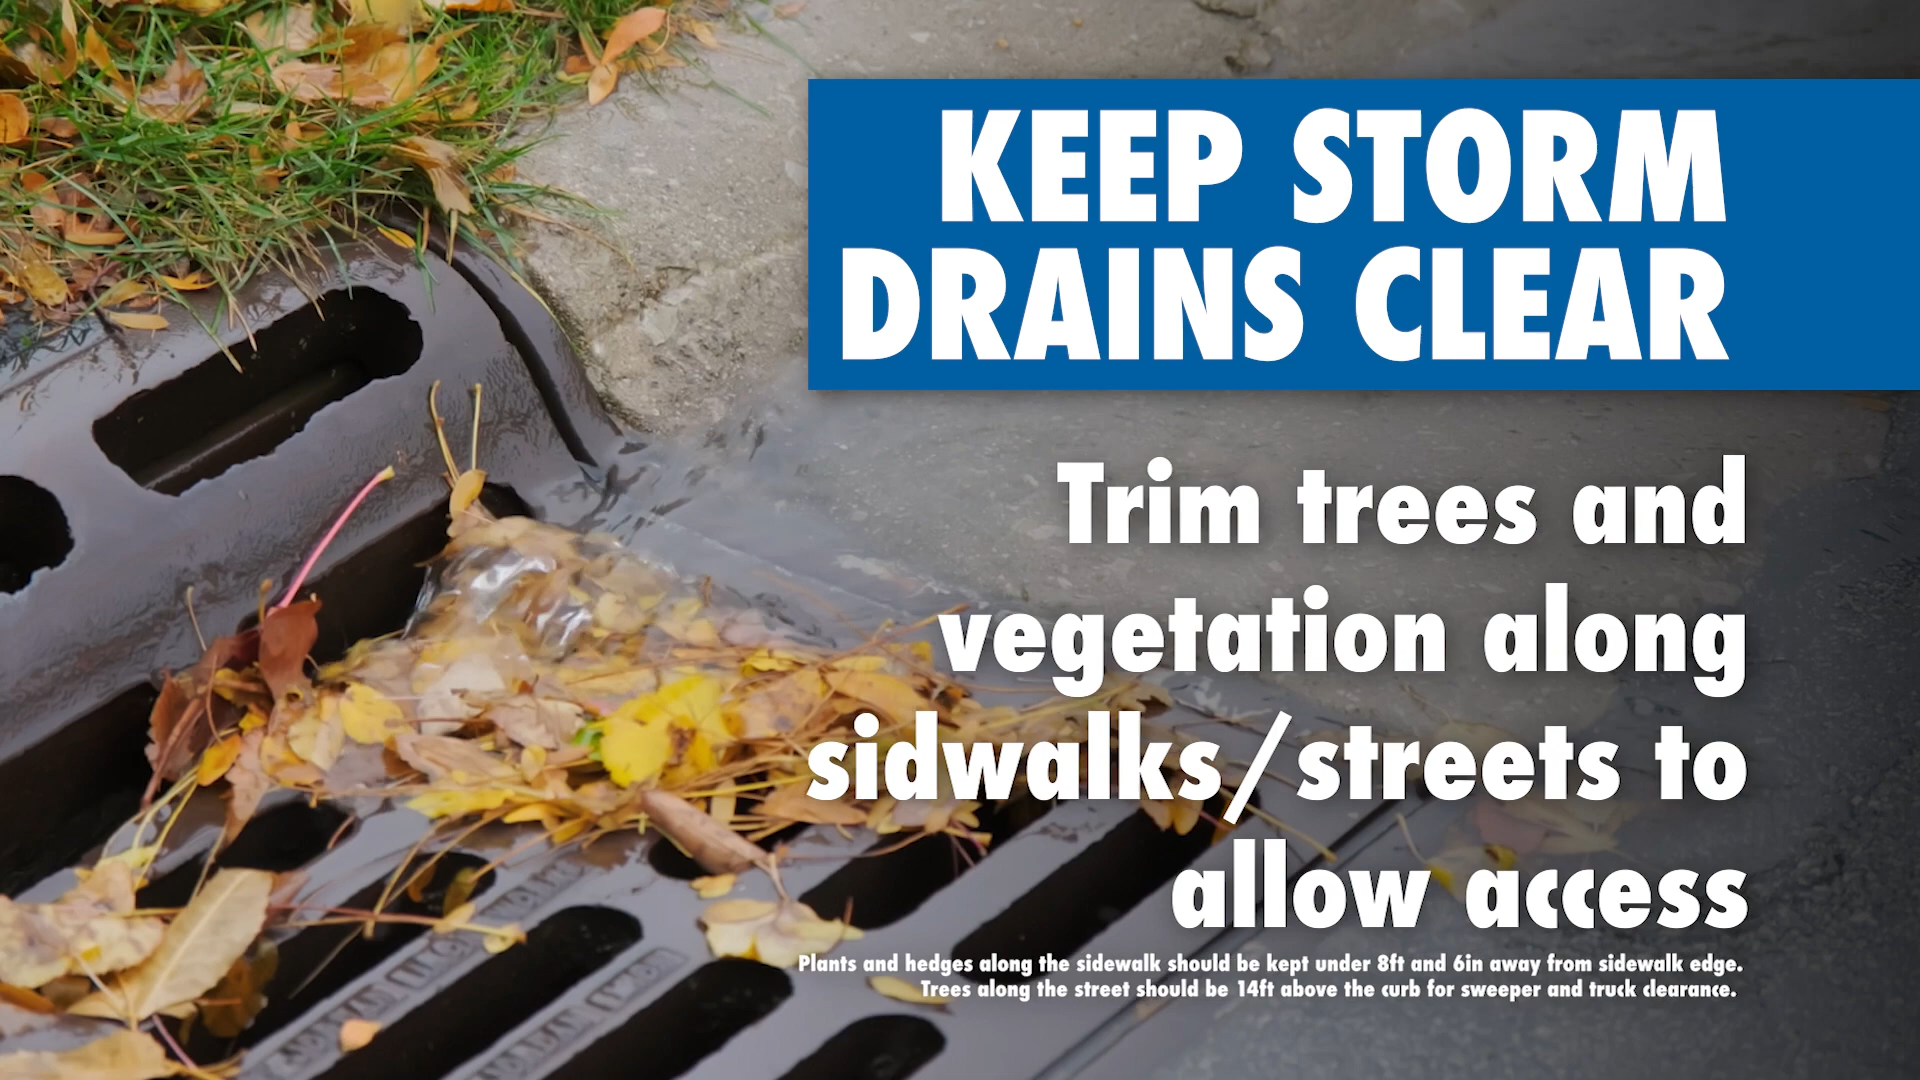 KEEP STORM
DRAINS CLEAR
Trim trees and
vegetation along
sidwalks/streets to
allow access
Plants and hedges along the sidewalk should be kept under 8ft and 6in away from sidewalk edge.
Trees along the street should be 14ft above the curb for sweeper and truck clearance.